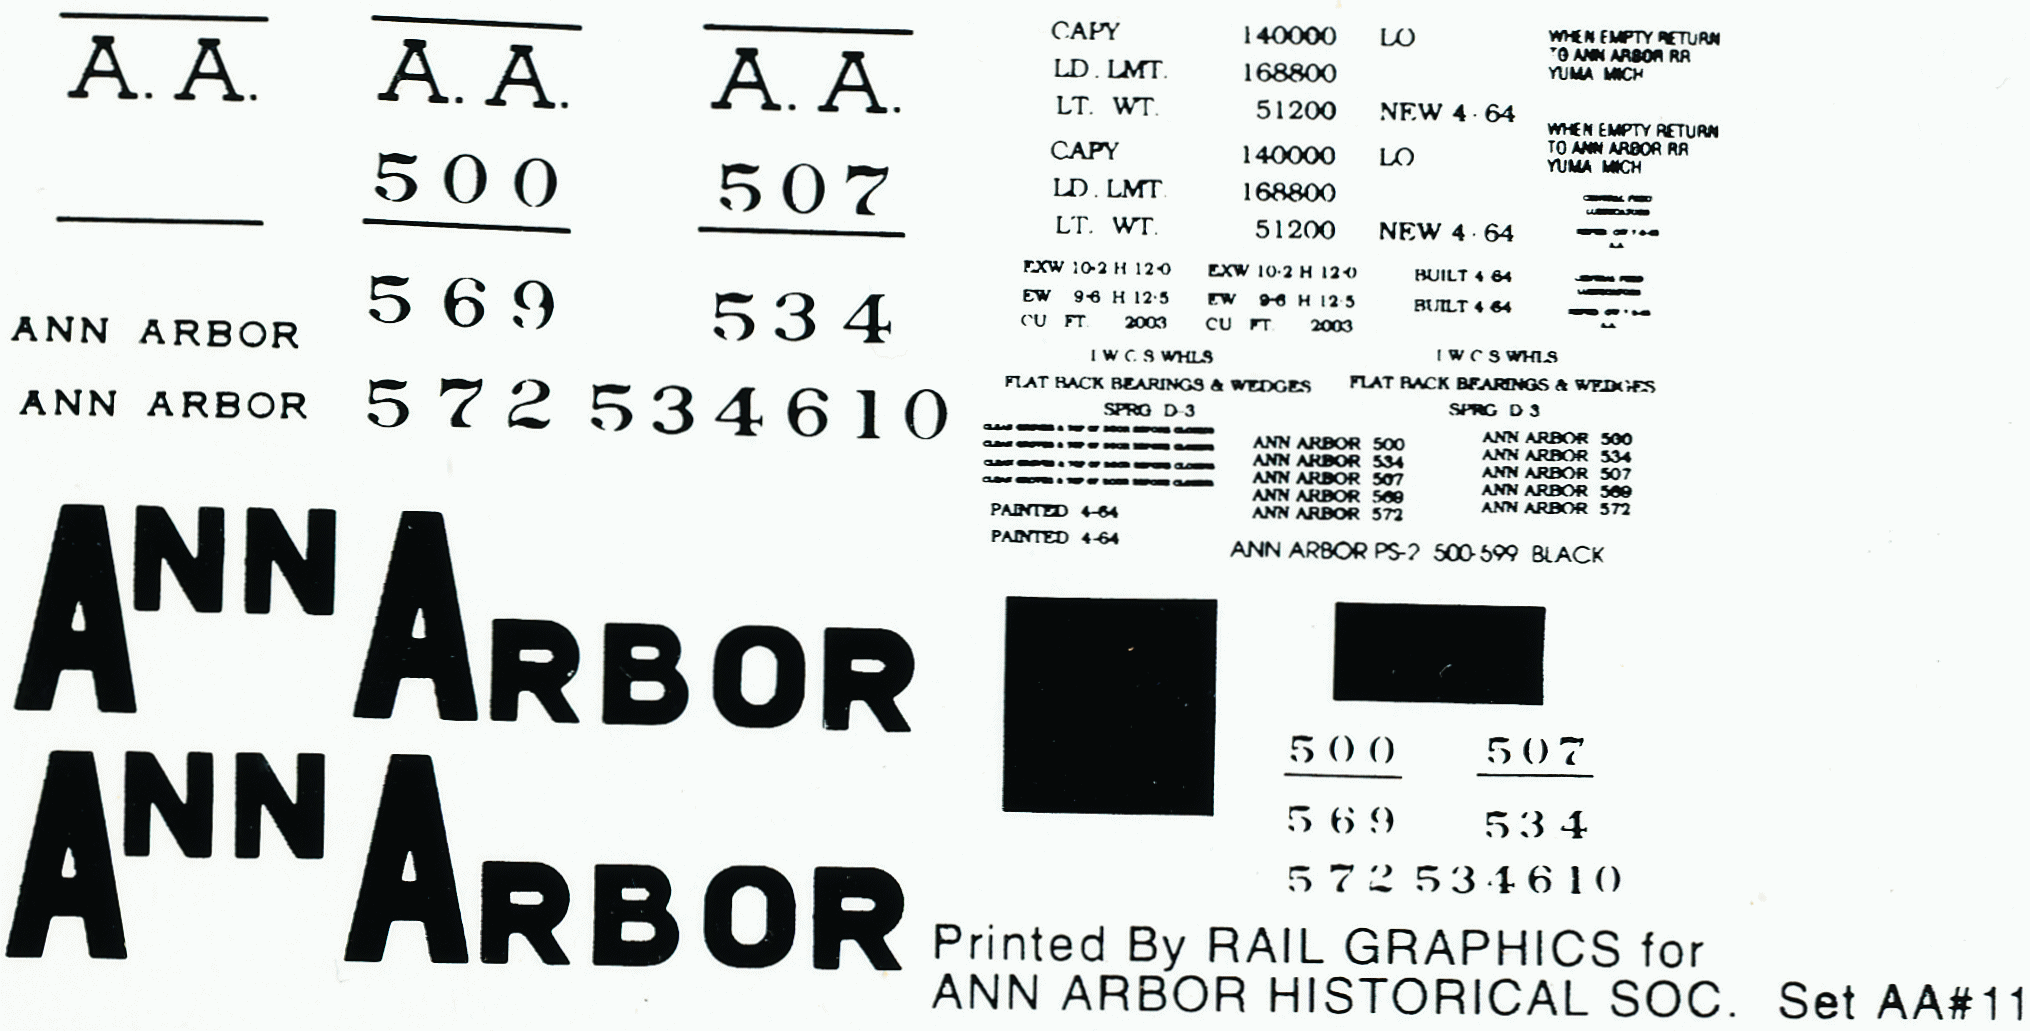 A. A.
A. A.
500
A. A.
507
569
534
ANN ARBOR
ANN ARBOR
572 534610
ANN ARBOR
ANN ARBOR
CAPY 140000 LO
LD. LMT. 168800
LT. WT. 51200 NEW 4·64
CAPY 140000 LO
LD. LMT. 168800
LT. WT. 51200 NEW 4·64
WHEN EMPTY RETURN
TO ANN ARBOR RR
YUMA MICH
WHEN EMPTY RETURN
TO ANN ARBOR RR
YUMA MICH
EXW 10-2 H 12-0
EW 9-6 H 12-5
CU FT. 2003
EXW 10-2 H 12-0
EW 9-6 H 12-5
CU FT. 2003
BUILT 4 64
BUILT 4 64
1 W C S WHLS
FLAT BACK BEARINGS & WEDGES
SPRG D-3
1 W C S WHLS
FLAT BACK BEARINGS & WEDGES
SPRG D 3
PAINTED 4-64
PAINTED 4-64
ANN ARBOR 500
ANN ARBOR 534
ANN ARBOR 507
ANN ARBOR 569
ANN ARBOR 572
ANN ARBOR 500
ANN ARBOR 534
ANN ARBOR 507
ANN ARBOR 569
ANN ARBOR 572
ANN ARBOR PS-2 500-599 BLACK
500 507
569 534
572 534610
Printed By RAIL GRAPHICS for
ANN ARBOR HISTORICAL SOC. Set AA#11